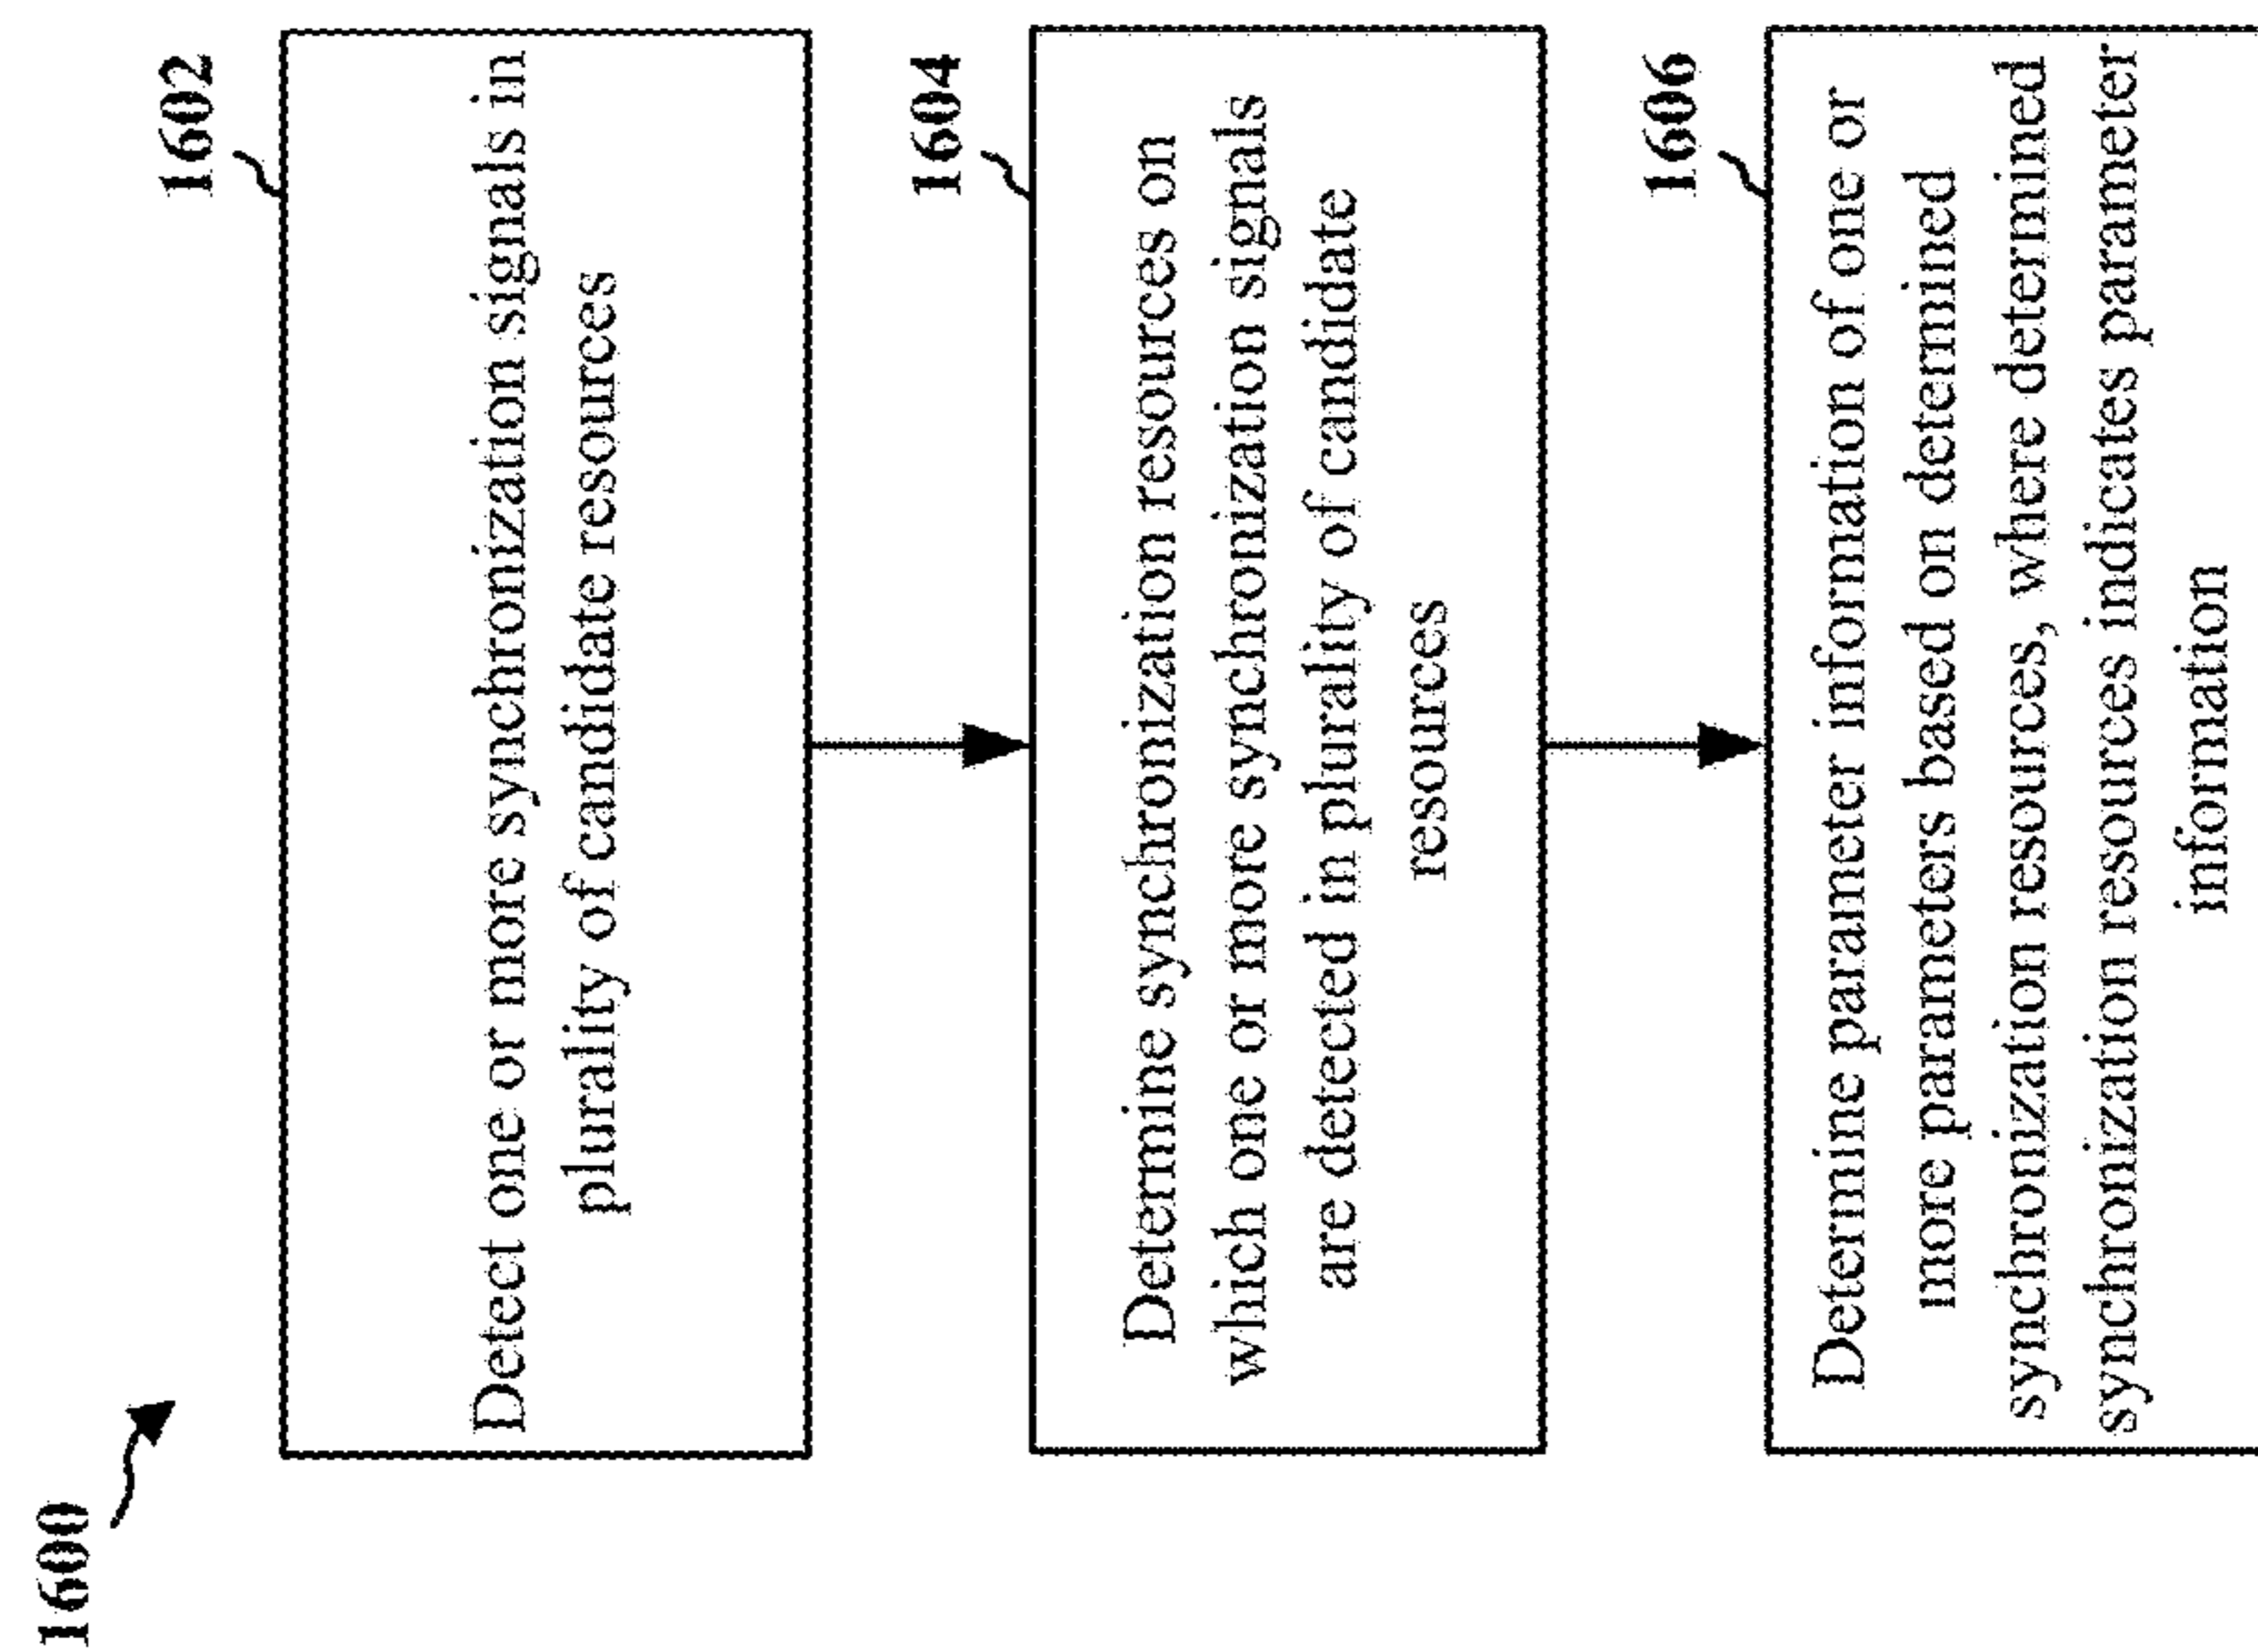 1600
1602
Detect one or more synchronization signals in
plurality of candidate resources
1604
Determine synchronization resources on
which one or more synchronization signals
are detected in plurality of candidate
resources
1606
Determine parameter information of one or
more parameters based on determined
synchronization resources, where determined
synchronization resources indicates parameter
information